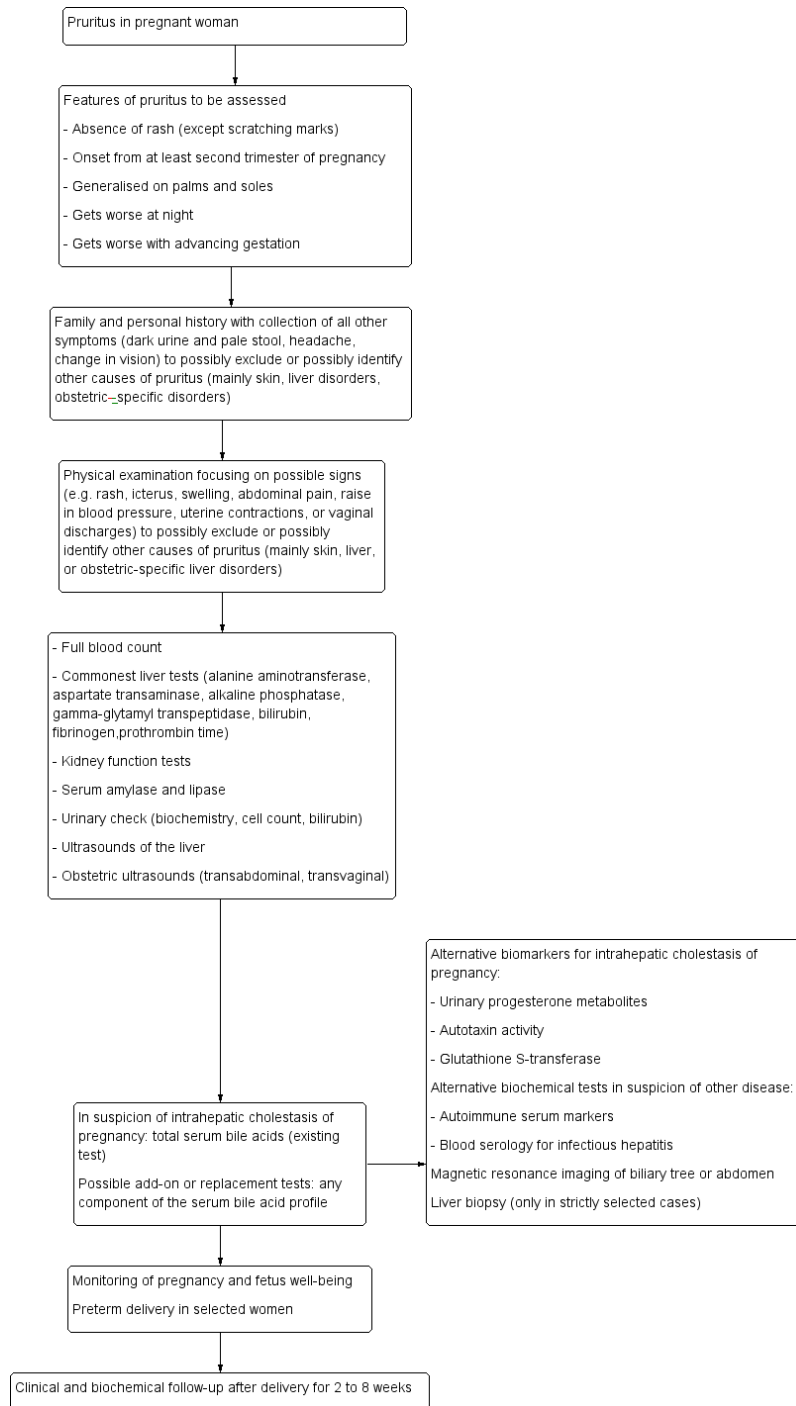 Pruritus in pregnant woman
Features of pruritus to be assessed
- Absence of rash (except scratching marks)
- Onset from at least second trimester of pregnancy
- Generalised on palms and soles
- Gets worse at night
- Gets worse with advancing gestation
Family and personal history with collection of all other
symptoms (dark urine and pale stool, headache,
change in vision) to possibly exclude or possibly identify
other causes of pruritus (mainly skin, liver disorders,
obstetric-specific disorders)
Physical examination focusing on possible signs
(e.g. rash, icterus, swelling, abdominal pain, raise
in blood pressure, uterine contractions, or vaginal
discharges) to possibly exclude or possibly
identify other causes of pruritus (mainly skin, liver,
or obstetric-specific liver disorders)
- Full blood count
- Commonest liver tests (alanine aminotransferase,
aspartate transaminase, alkaline phosphatase,
gamma-glytamyl transpeptidase, bilirubin,
fibrinogen,prothrombin time)
- Kidney function tests
- Serum amylase and lipase
- Urinary check (biochemistry, cell count, bilirubin)
- Ultrasounds of the liver
- Obstetric ultrasounds (transabdominal, transvaginal)
In suspicion of intrahepatic cholestasis of
pregnancy: total serum bile acids (existing
test)
Possible add-on or replacement tests: any
component of the serum bile acid profile
Alternative biomarkers for intrahepatic cholestasis of
pregnancy:
- Urinary progesterone metabolites
- Autotaxin activity
- Glutathione S-transferase
Alternative biochemical tests in suspicion of other disease:
- Autoimmune serum markers
- Blood serology for infectious hepatitis
Magnetic resonance imaging of biliary tree or abdomen
Liver biopsy (only in strictly selected cases)
Monitoring of pregnancy and fetus well-being
Preterm delivery in selected women
Clinical and biochemical follow-up after delivery for 2 to 8 weeks